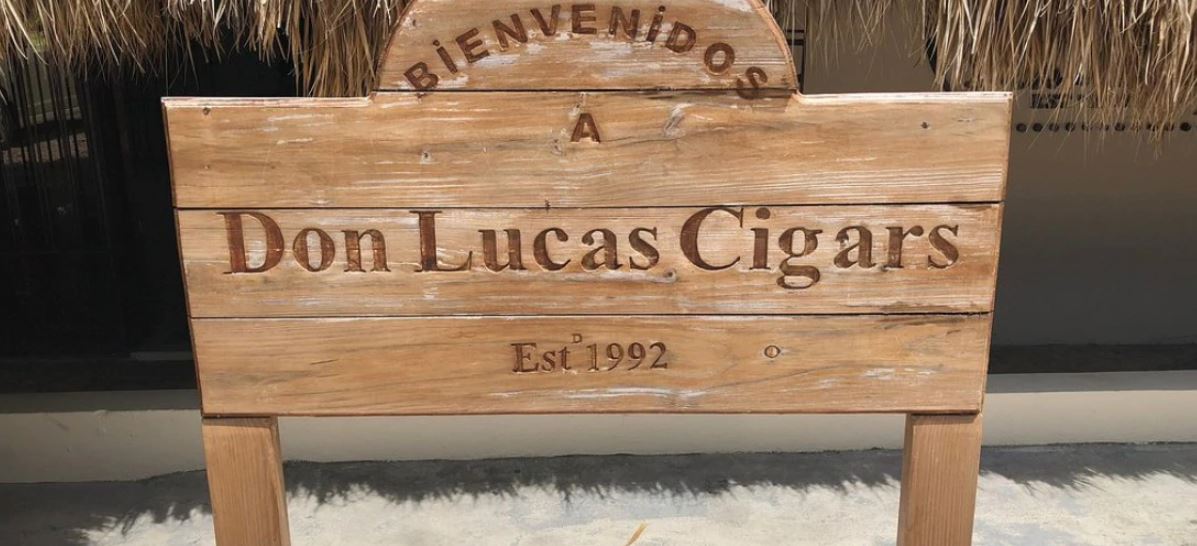 BiENVENiDOS
A
Don Lucas Cigars
Estᴰ 1992